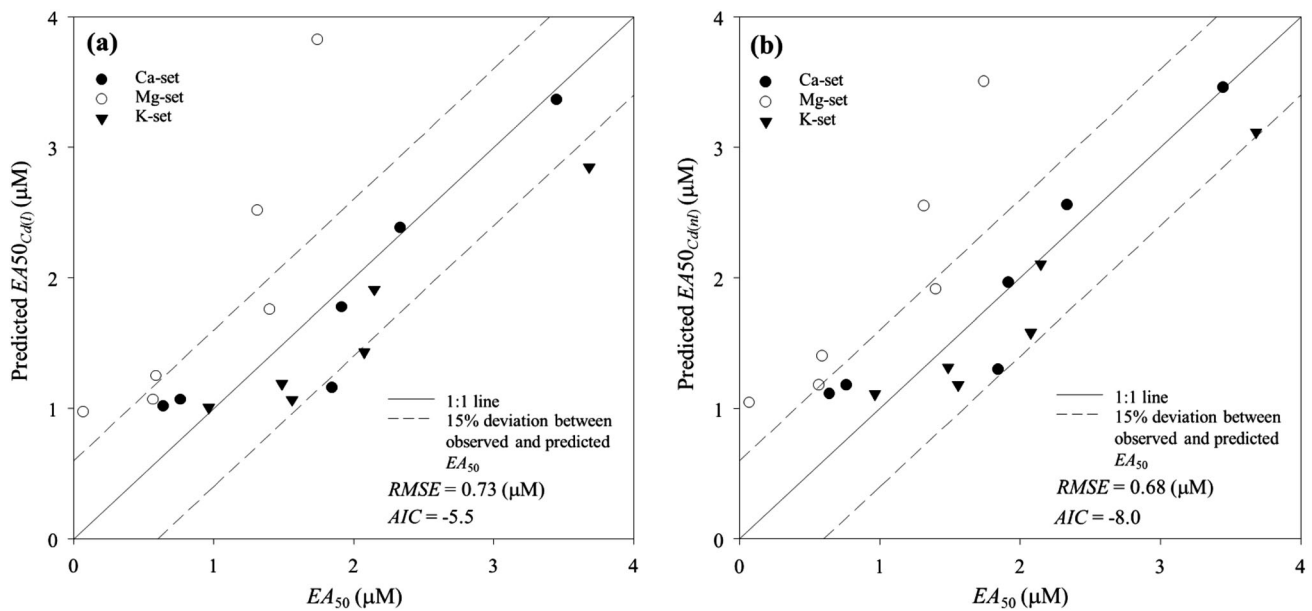 (a)
Ca-set
Mg-set
K-set
4
3
2
1
0
Predicted EA50Cd(l) (µM)
1:1 line
15% deviation between
observed and predicted
EA50
RMSE = 0.73 (µM)
AIC = -5.5
0 1 2 3 4
EA50 (µM)
(b)
Ca-set
Mg-set
K-set
4
3
2
1
0
Predicted EA50Cd(nl) (µM)
1:1 line
15% deviation between
observed and predicted
EA50
RMSE = 0.68 (µM)
AIC = -8.0
0 1 2 3 4
EA50 (µM)